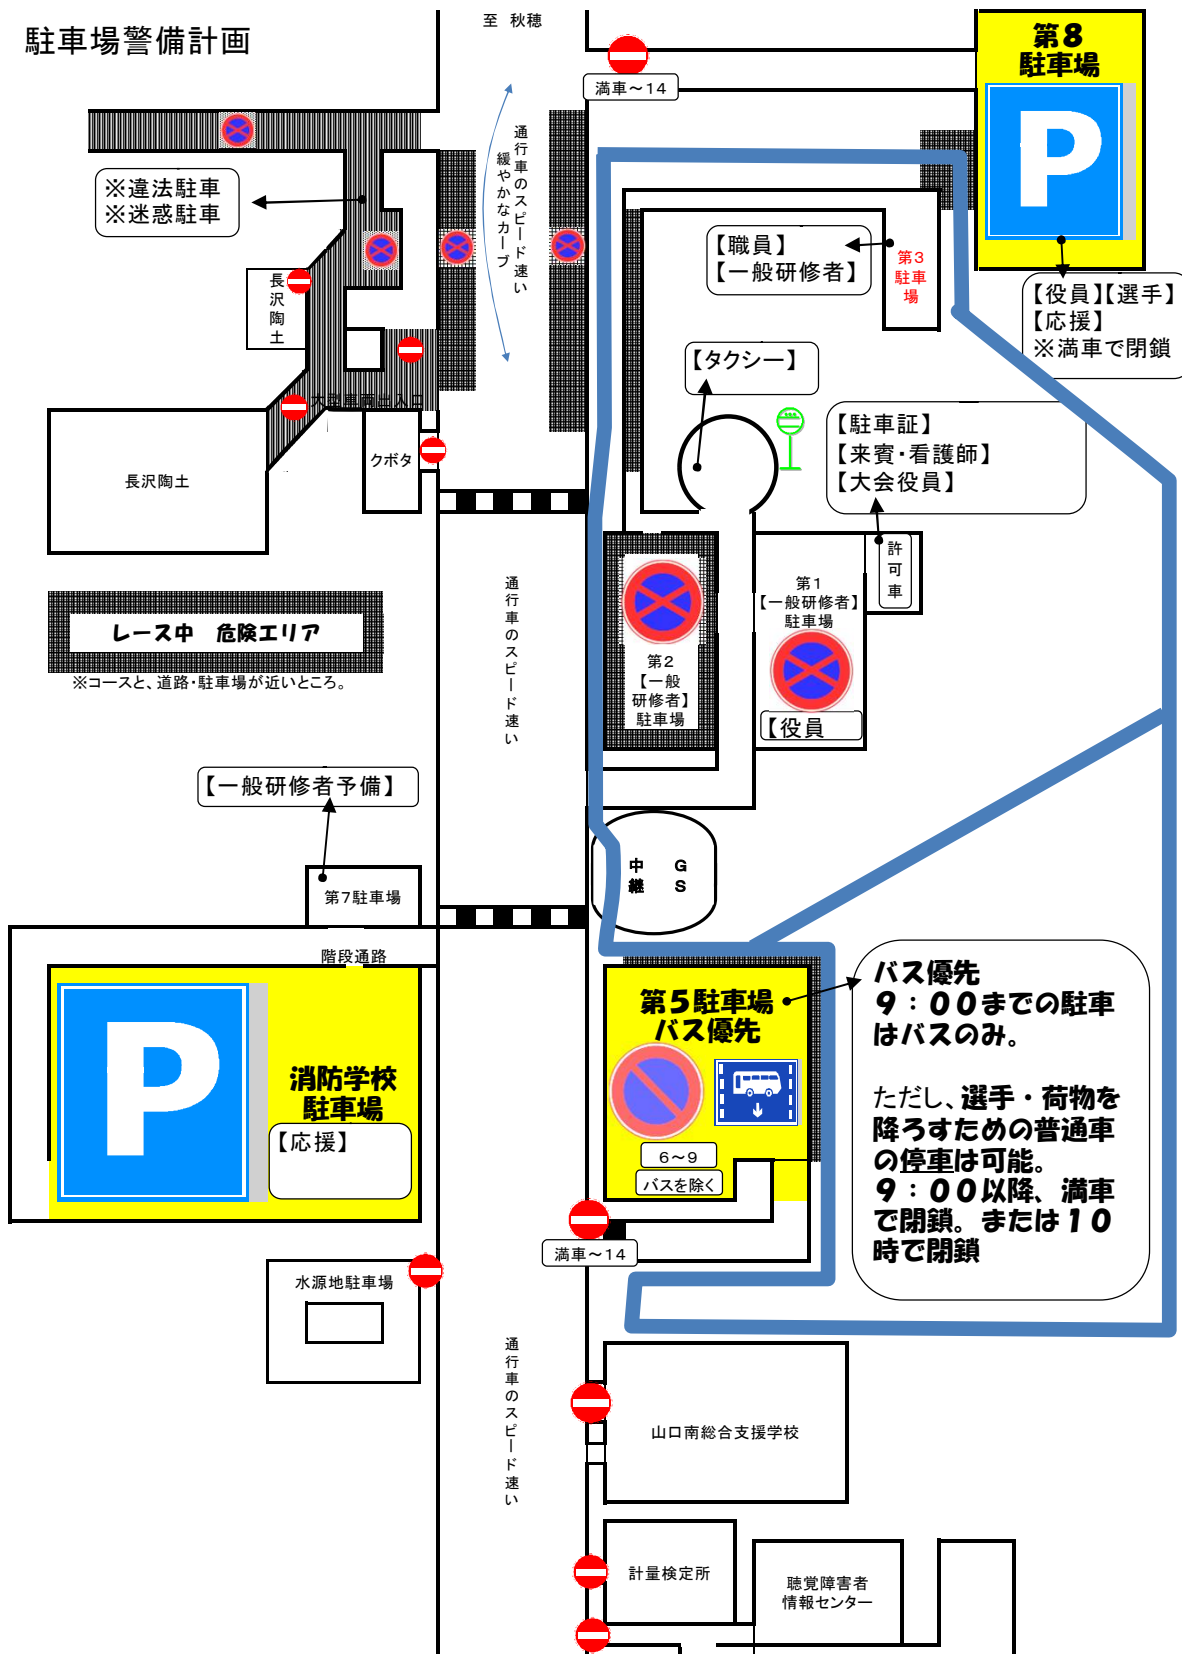 駐車場警備計画
至 秋穂
満車～14
第８
駐車場
P
※違法駐車
※迷惑駐車
通行車のスピード速い
緩やかなカーブ
【職員】
【一般研修者】
第3
駐車
場
【役員】【選手】
【応援】
※満車で閉鎖
長沢陶土
【タクシー】
大型車両出入口
【駐車証】
【来賓・看護師】
【大会役員】
長沢陶土
クボタ
許可車
通行車のスピード速い
第1
【一般研修者】
駐車場
【役員
第2
【一般
研修者】
駐車場
レース中　危険エリア
※コースと、道路・駐車場が近いところ。
【一般研修者予備】
第7駐車場
中継
GS
階段通路
P
消防学校
駐車場
【応援】
第５駐車場
バス優先
6～9
バスを除く
バス優先
９：００までの駐車
はバスのみ。
ただし、選手・荷物を
降ろすための普通車
の停車は可能。
９：００以降、満車
で閉鎖。または１０
時で閉鎖
満車～14
水源地駐車場
通行車のスピード速い
山口南総合支援学校
計量検定所
聴覚障害者
情報センター